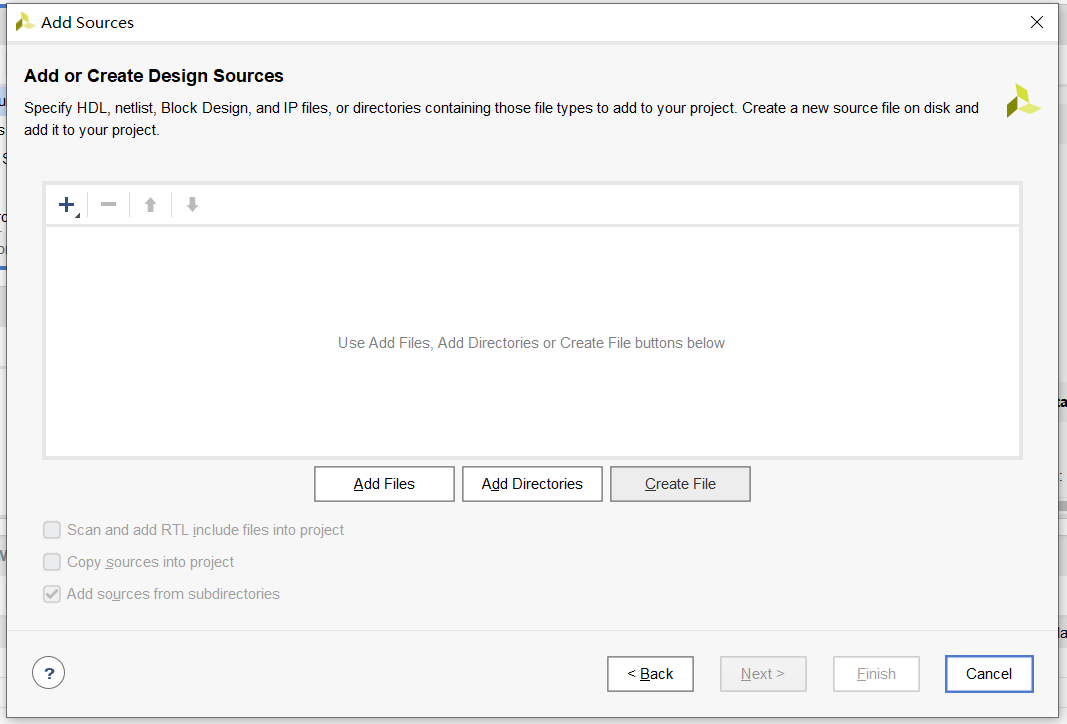 Add Sources
Add or Create Design Sources
Specify HDL, netlist, Block Design, and IP files, or directories containing those file types to add to your project. Create a new source file on disk and
add it to your project.
Use Add Files, Add Directories or Create File buttons below
Add Files
Add Directories
Create File
Scan and add RTL include files into project
Copy sources into project
Add sources from subdirectories
?
< Back
Next >
Finish
Cancel